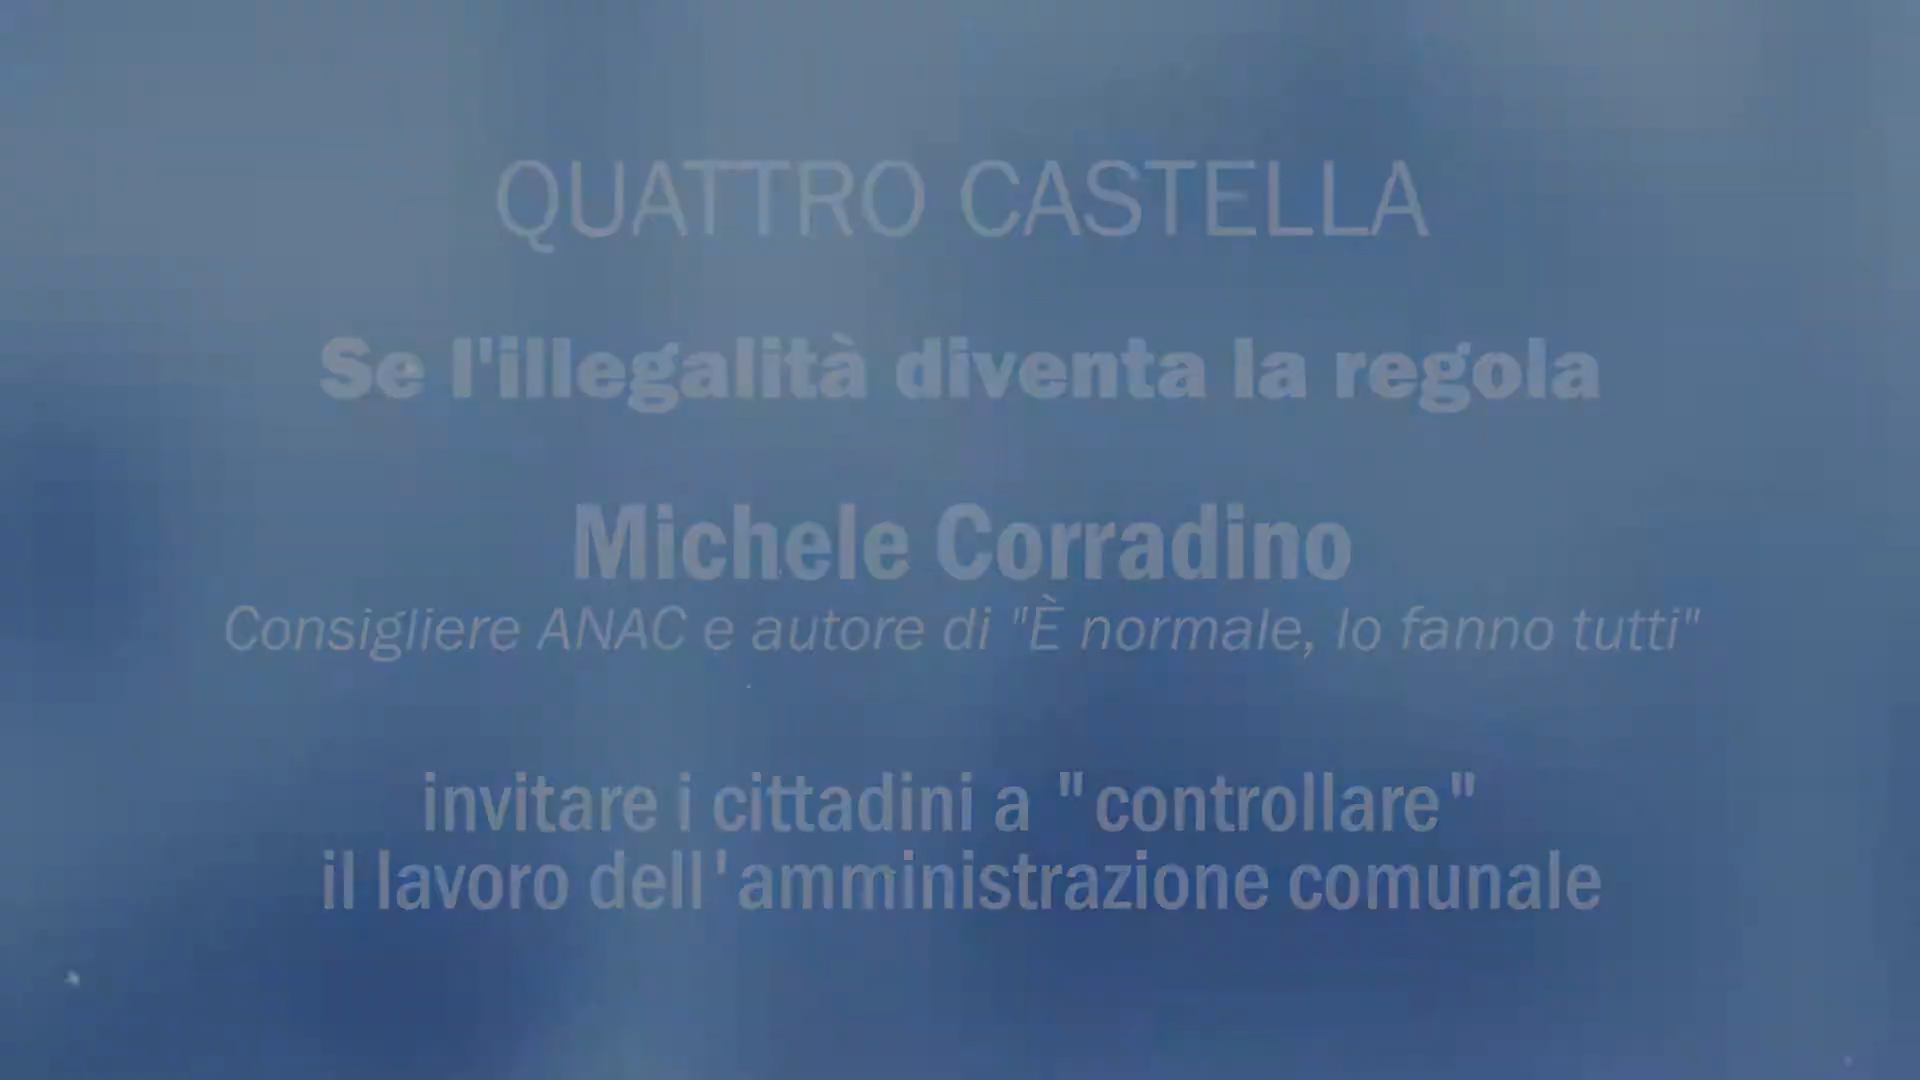 QUATTRO CASTELLA
Se l'illegalità diventa la regola
Michele Corradino
Consigliere ANAC e autore di "È normale, lo fanno tutti"
invitare i cittadini a "controllare"
il lavoro dell'amministrazione comunale